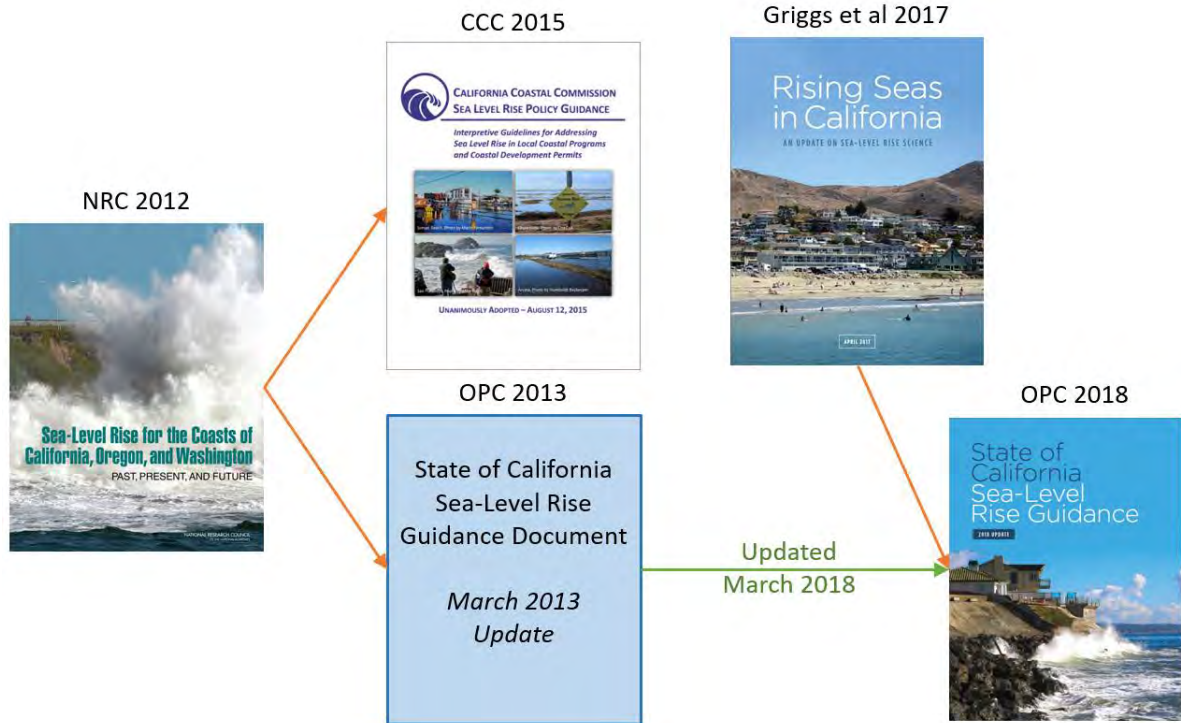 CCC 2015
CALIFORNIA COASTAL COMMISSION
SEA LEVEL RISE POLICY GUIDANCE
Interpretive Guidelines for Addressing
Sea Level Rise in Local Coastal Programs
and Coastal Development Permits
UNANIMOUSLY ADOPTED – AUGUST 12, 2015
Griggs et al 2017
Rising Seas
in California
AN UPDATE ON SEA-LEVEL RISE SCIENCE
APRIL 2017
NRC 2012
Sea-Level Rise for the Coasts of
California, Oregon, and Washington
PAST, PRESENT, AND FUTURE
NATIONAL RESEARCH COUNCIL
OPC 2013
State of California
Sea-Level Rise
Guidance Document
March 2013
Update
Updated
March 2018
OPC 2018
State of
California
Sea-Level
Rise Guidance
2018 UPDATE